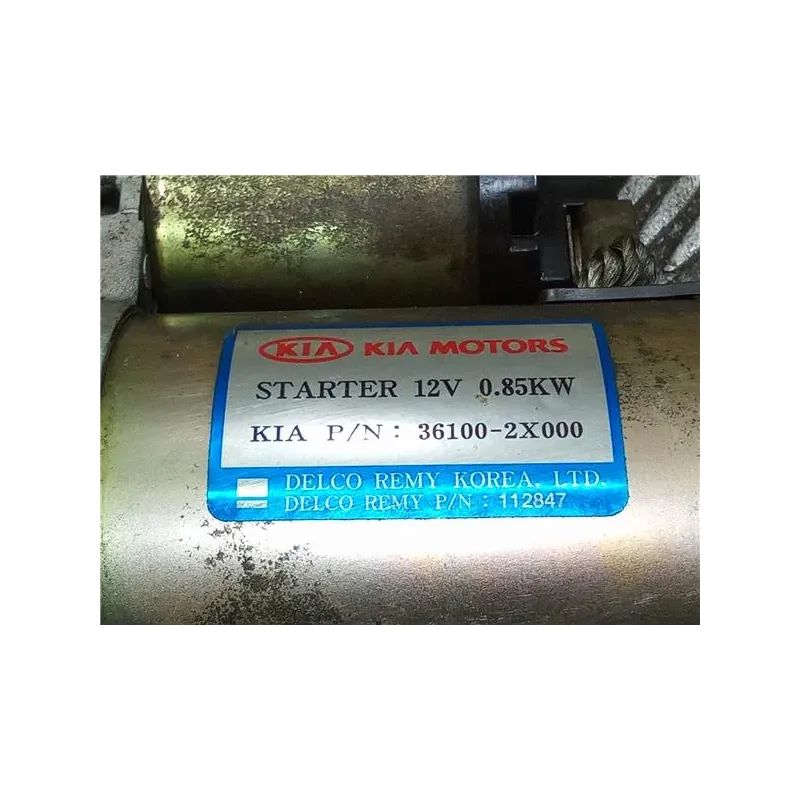 KIA KIA MOTORS
STARTER 12V 0.85KW
KIA P/N : 36100-2X000
DELCO REMY KOREA. LTD.
DELCO REMY P/N : 112847